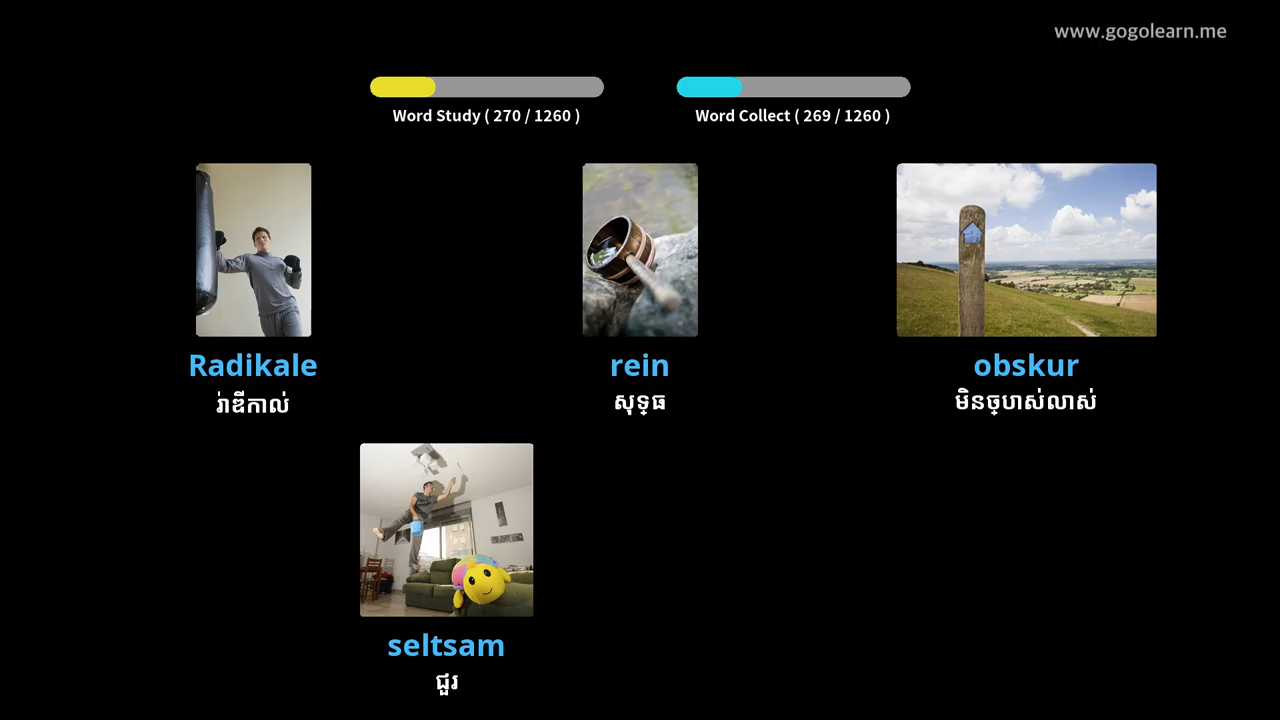 www.gogolearn.me
Word Study ( 270 / 1260 )
Word Collect ( 269 / 1260 )
Radikale
រ៉ាឌីកាល់
rein
សុទ្ធ
obskur
មិនច្បាស់លាស់
seltsam
ជួរ